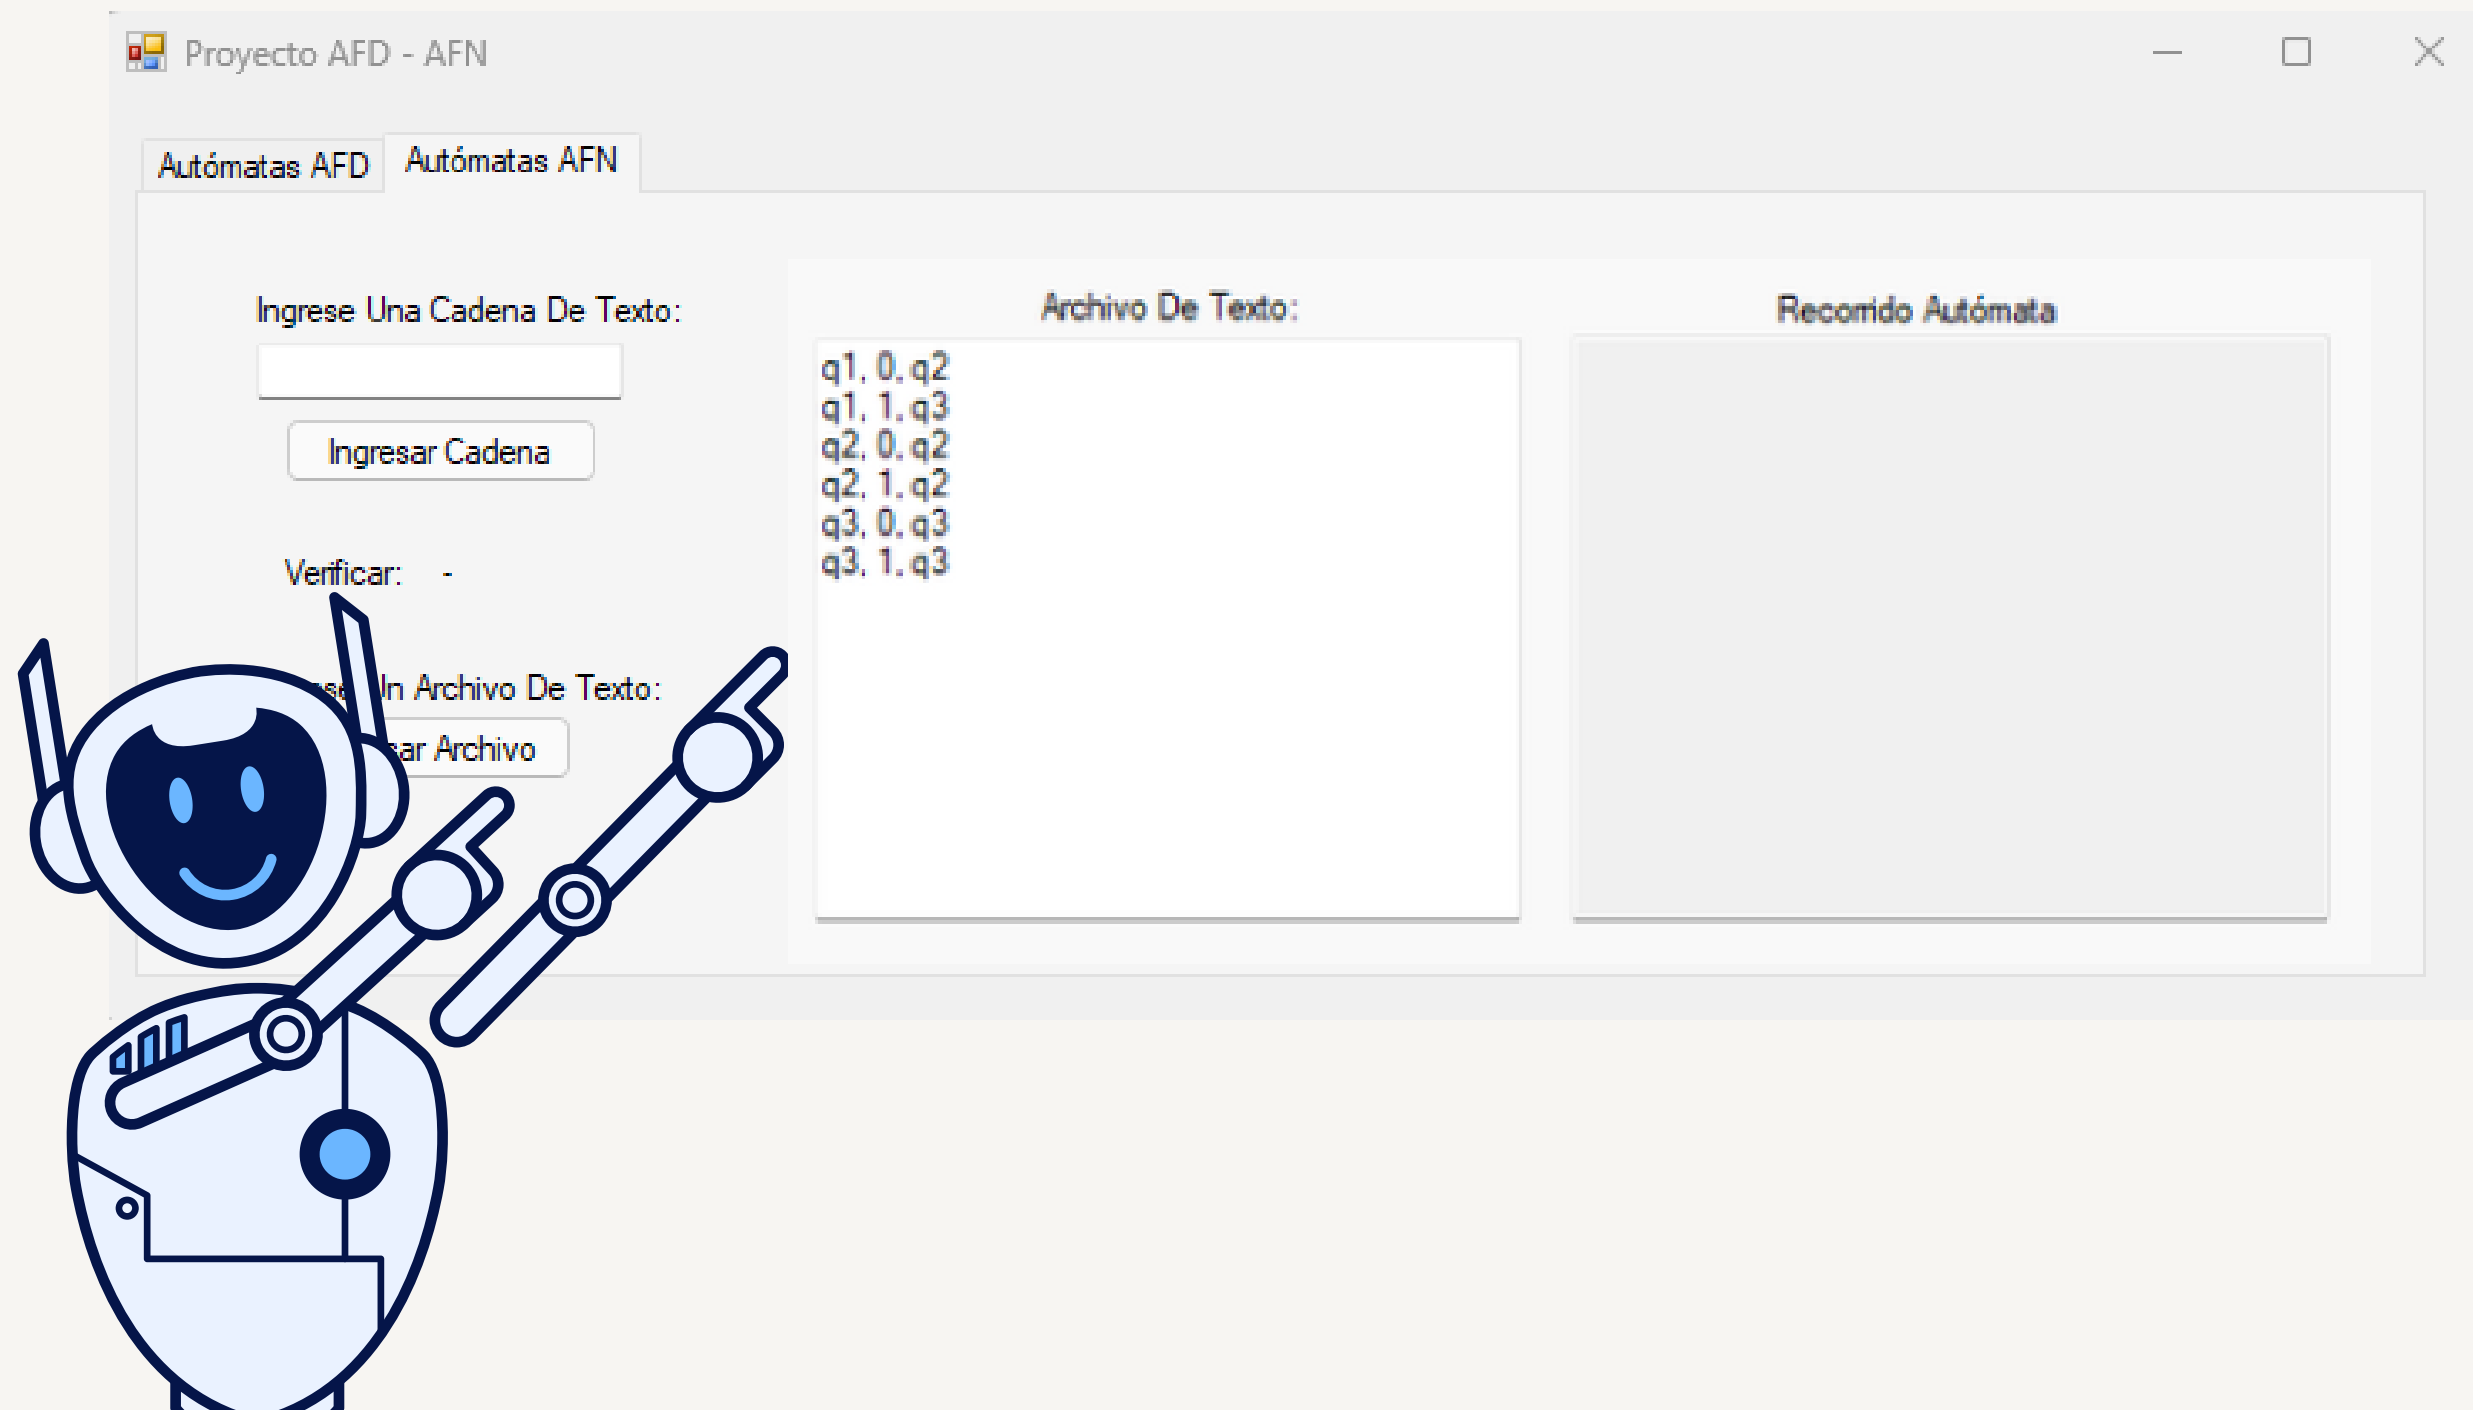 Proyecto AFD - AFN
Autómatas AFD
Autómatas AFN
Ingrese Una Cadena De Texto:
Ingresar Cadena
Verificar: -
De Texto:
Archivo
Archivo De Texto:
q1, 0, q2
q1, 1, q3
q2, 0, q2
q2, 1, q2
q3, 0, q3
q3, 1, q3
Recorrido Autómata